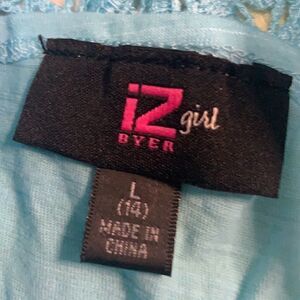 iZ girl
BYER
L
(14)
MADE IN
CHINA